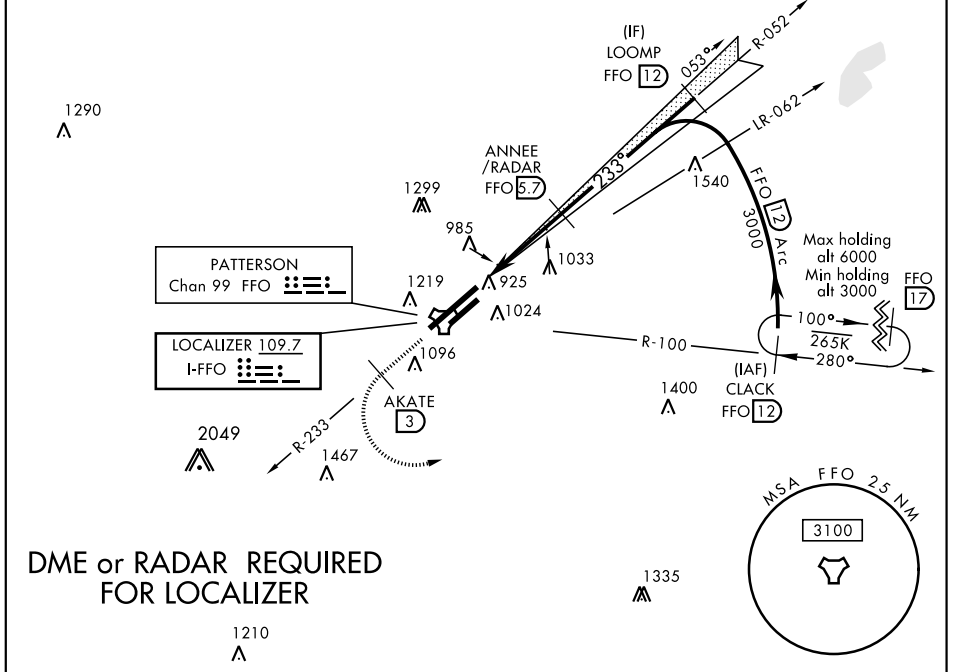 (IF)
LOOMP
FFO 12
053°
R-052
1290
LR-062
ANNEE
/RADAR
FFO 5.7
233°
1540
1299
985
FFO 12 Arc
3000
Max holding
alt 6000
Min holding
alt 3000
FFO
17
PATTERSON
Chan 99 FFO
1219
925
1033
1024
100°
265K
280°
LOCALIZER 109.7
I-FFO
R-100
1096
(IAF)
CLACK
FFO 12
AKATE
3
1400
2049
R-233
1467
MSA FFO 25 NM
3100
DME or RADAR REQUIRED
FOR LOCALIZER
1335
1210